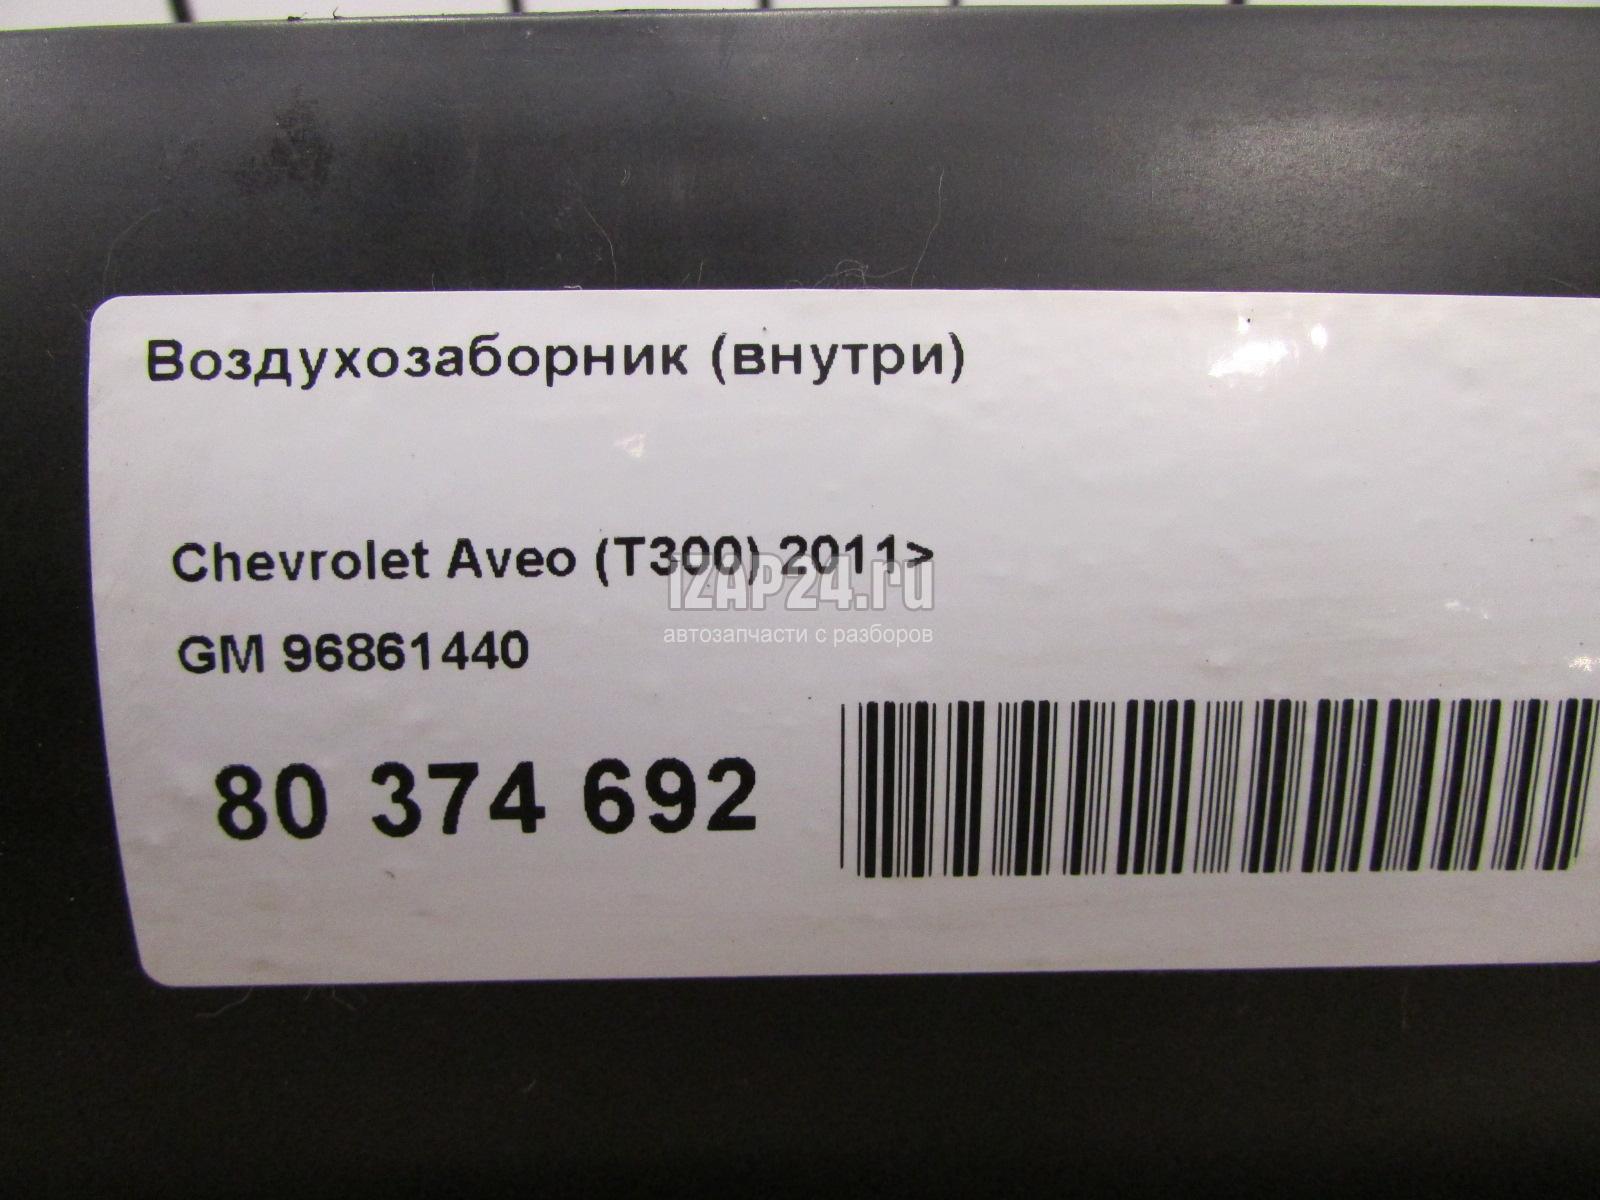 Воздухозаборник (внутри)
Chevrolet Aveo (T300) 2011>
IZAP24.ru
автозапчасти с разборов
GM 96861440
80 374 692